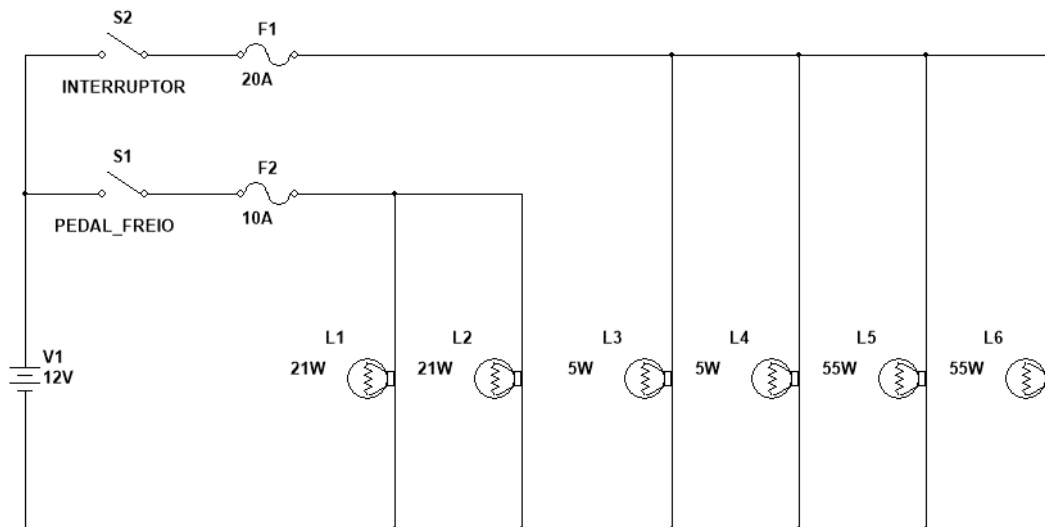 S2
F1
INTERRUPTOR
20A
S1
F2
PEDAL_FREIO
10A
L1
L2
L3
L4
L5
L6
V1
12V
21W
21W
5W
5W
55W
55W